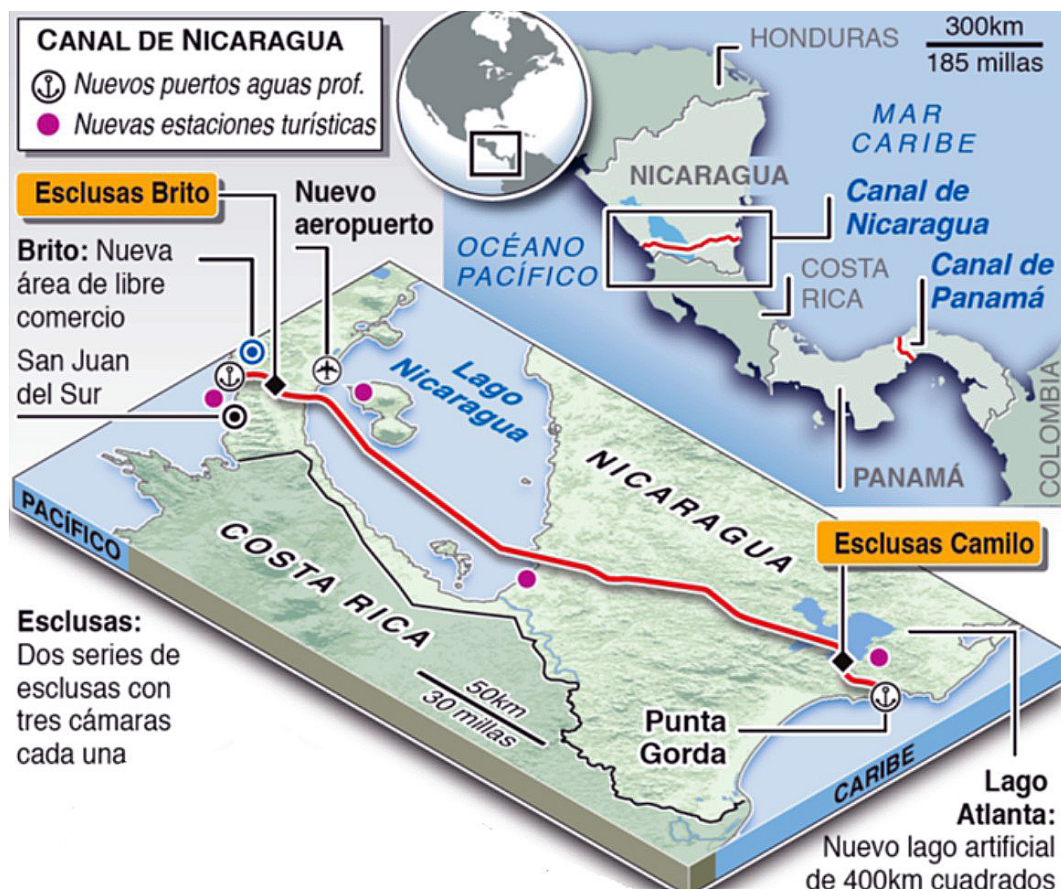 CANAL DE NICARAGUA
Nuevos puertos aguas prof.
Nuevas estaciones turísticas
300km
185 millas
HONDURAS
MAR
CARIBE
NICARAGUA
Canal de
Nicaragua
OCÉANO
PACÍFICO
COSTA
RICA
Canal de
Panamá
PANAMÁ
COLOMBIA
Esclusas Brito
Nuevo
aeropuerto
Brito: Nueva
área de libre
comercio
San Juan
del Sur
Lago
Nicaragua
NICARAGUA
COSTA RICA
PACÍFICO
Esclusas Camilo
Esclusas:
Dos series de
esclusas con
tres cámaras
cada una
50km
30 millas
Punta
Gorda
CARIBE
Lago
Atlanta:
Nuevo lago artificial
de 400km cuadrados